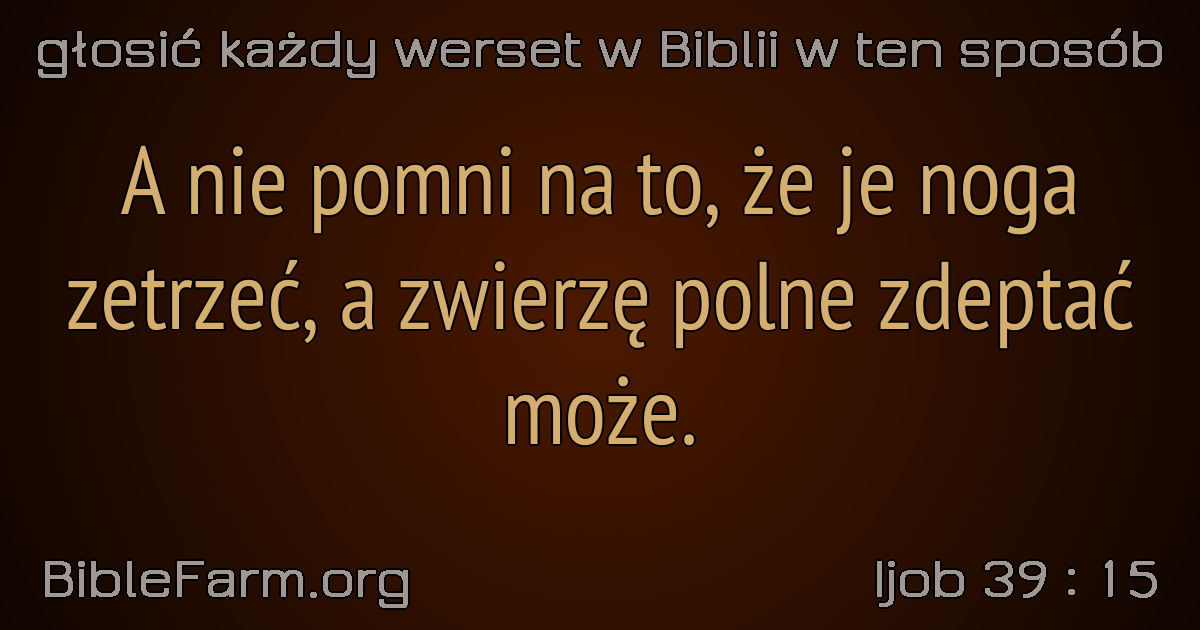 głosić każdy werset w Biblii w ten sposób
A nie pomni na to, że je noga
zetrzeć, a zwierzę polne zdeptać
może.
BibleFarm.org
Ijob 39 : 15